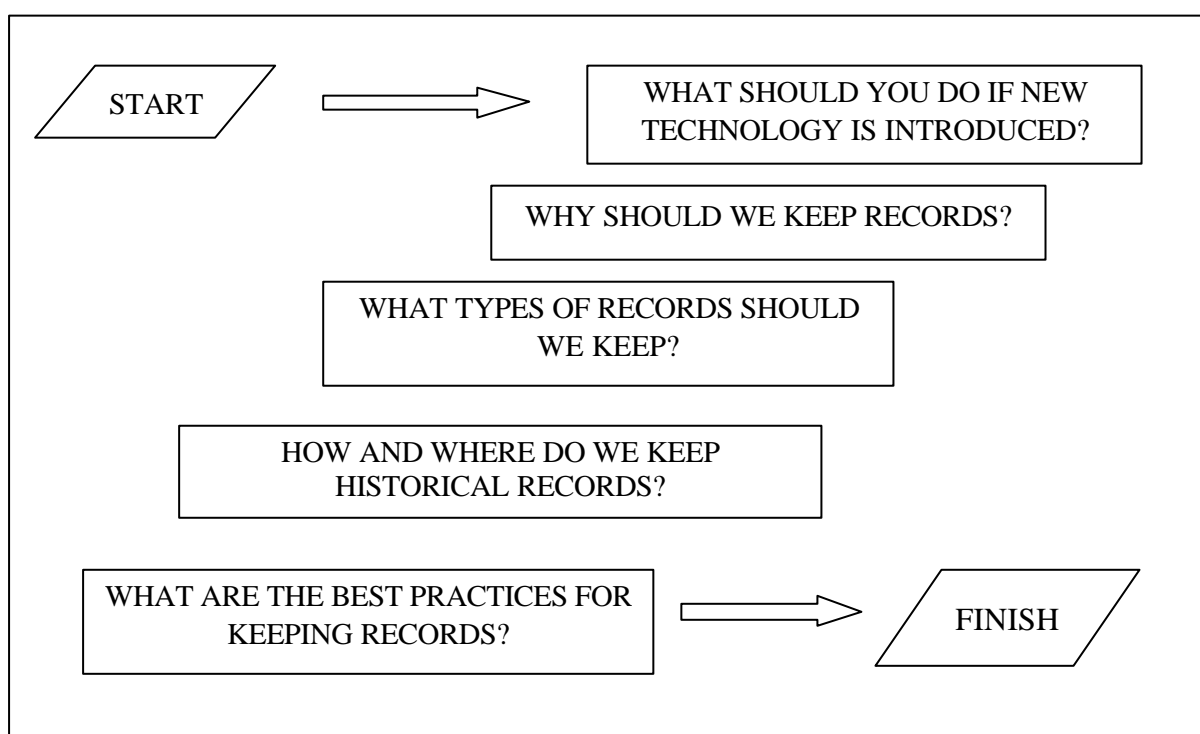 START
WHAT SHOULD YOU DO IF NEW
TECHNOLOGY IS INTRODUCED?
WHY SHOULD WE KEEP RECORDS?
WHAT TYPES OF RECORDS SHOULD
WE KEEP?
HOW AND WHERE DO WE KEEP
HISTORICAL RECORDS?
WHAT ARE THE BEST PRACTICES FOR
KEEPING RECORDS?
FINISH